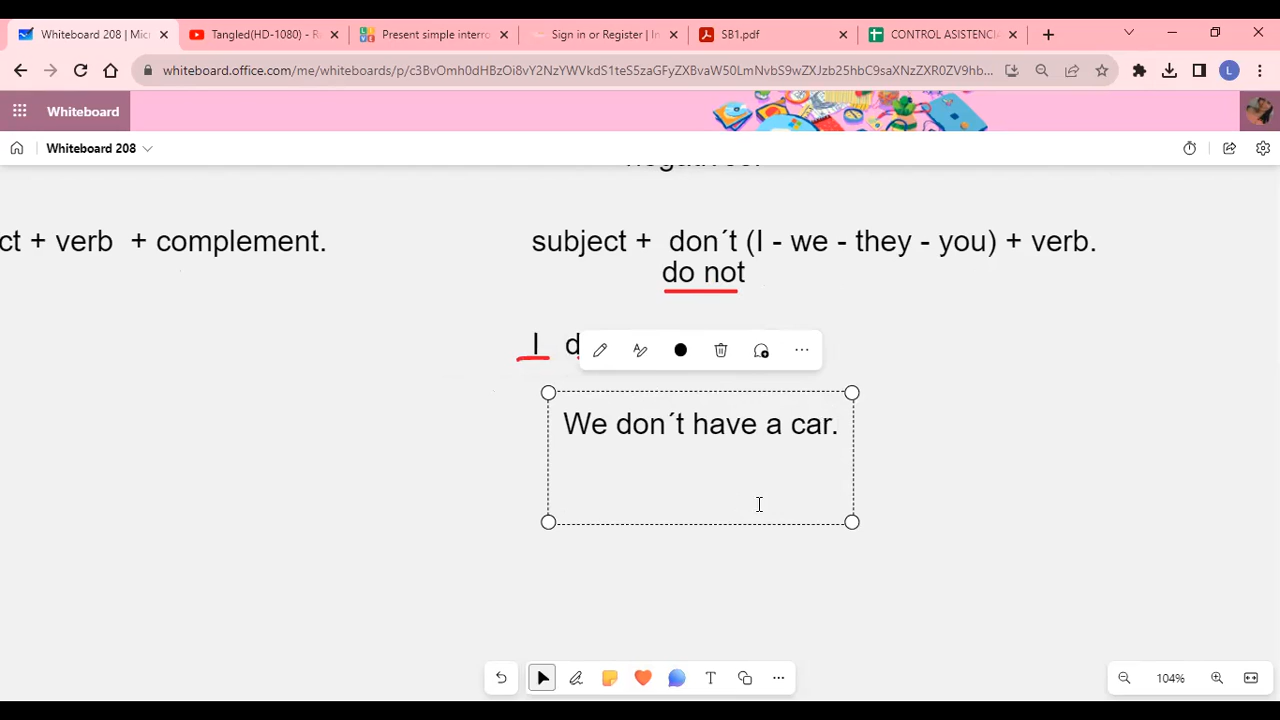 Whiteboard 208 | Mic
Tangled(HD-1080) - R
Present simple interro
Sign in or Register | In
SB1.pdf
CONTROL ASISTENCIA
whiteboard.office.com/me/whiteboards/p/
L
Whiteboard
Whiteboard 208
negatives.
ct + verb + complement.
subject + don´t (I - we - they - you) + verb.
do not
I d
We don´t have a car.
104%